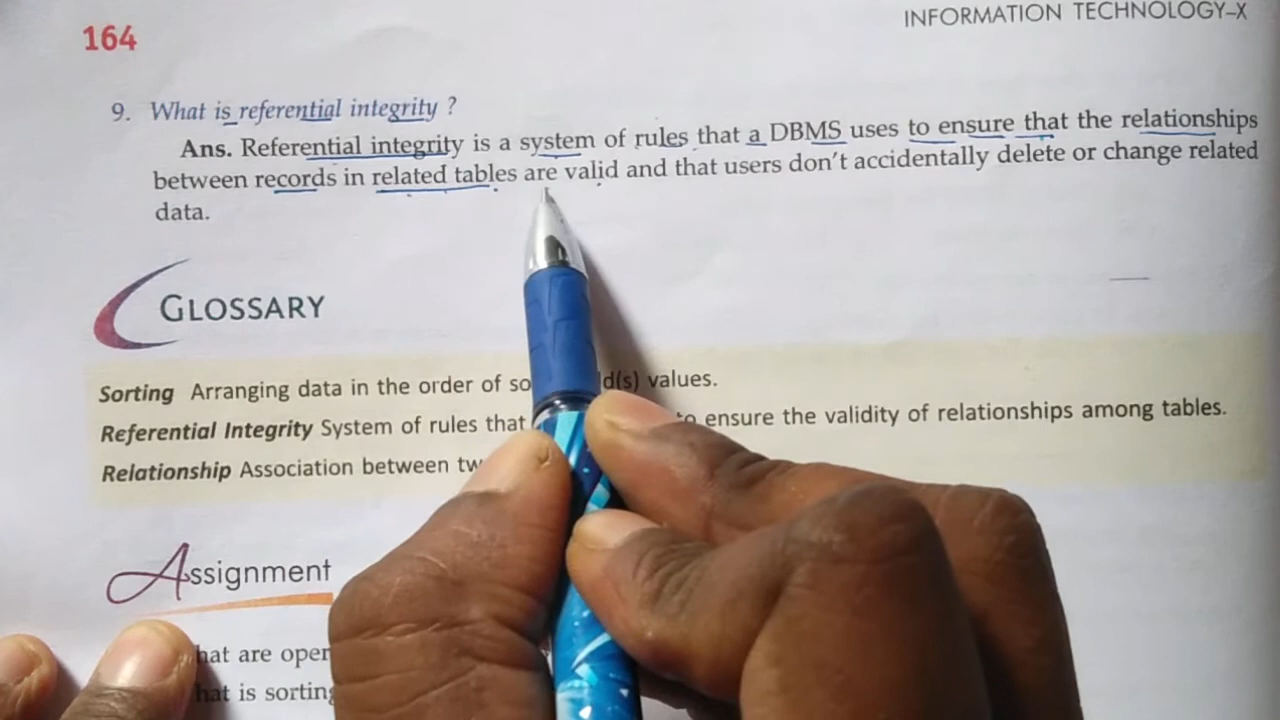 164
INFORMATION TECHNOLOGY–X
9. What is referential integrity ?
Ans. Referential integrity is a system of rules that a DBMS uses to ensure that the relationships
between records in related tables are valid and that users don't accidentally delete or change related
data.
GLOSSARY
Sorting Arranging data in the order of so d(s) values.
Referential Integrity System of rules that to ensure the validity of relationships among tables.
Relationship Association between tw
Assignment
hat are oper
hat is sorting